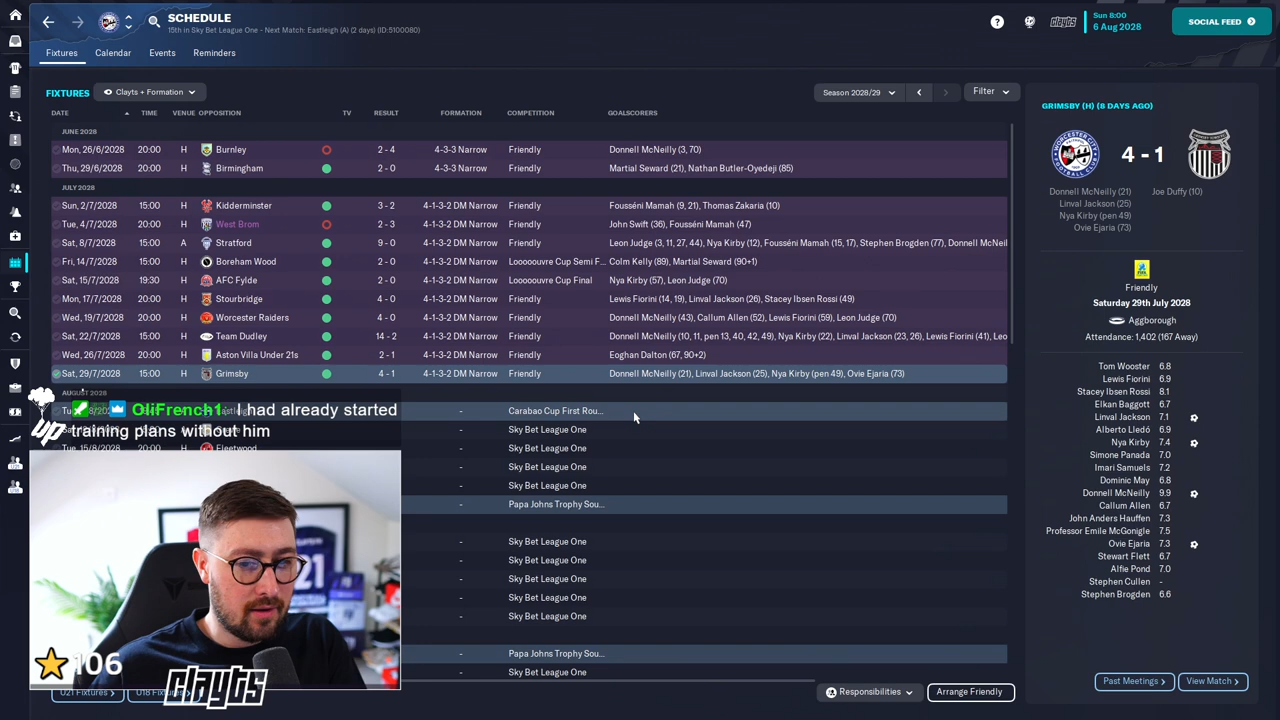 SCHEDULE
15th in Sky Bet League One - Next Match: Eastleigh (A) (2 days) (ID:5100080)
clayts
Sun 8:00
6 Aug 2028
SOCIAL FEED
Fixtures Calendar Events Reminders
FIXTURES Clayts + Formation Season 2028/29 Filter
DATE TIME VENUE OPPOSITION TV RESULT FORMATION COMPETITION GOALSCORERS
JUNE 2028
Mon, 26/6/2028 20:00 H Burnley 2 - 4 4-3-3 Narrow Friendly Donnell McNeilly (3, 70)
Thu, 29/6/2028 20:00 H Birmingham 2 - 0 4-3-3 Narrow Friendly Martial Seward (21), Nathan Butler-Oyedeji (85)
JULY 2028
Sun, 2/7/2028 15:00 H Kidderminster 3 - 2 4-1-3-2 DM Narrow Friendly Fousséni Mamah (9, 21), Thomas Zakaria (10)
Tue, 4/7/2028 20:00 H West Brom 2 - 3 4-1-3-2 DM Narrow Friendly John Swift (36), Fousséni Mamah (47)
Sat, 8/7/2028 15:00 A Stratford 9 - 0 4-1-3-2 DM Narrow Friendly Leon Judge (3, 11, 27, 44), Nya Kirby (12), Fousséni Mamah (15, 17), Stephen Brogden (77), Donnell McNeil
Fri, 14/7/2028 20:00 H Boreham Wood 2 - 0 4-1-3-2 DM Narrow Looooouvre Cup Semi F... Colm Kelly (89), Martial Seward (90+1)
Sat, 15/7/2028 19:30 H AFC Fylde 2 - 0 4-1-3-2 DM Narrow Looooouvre Cup Final Nya Kirby (57), Leon Judge (70)
Mon, 17/7/2028 20:00 H Stourbridge 4 - 0 4-1-3-2 DM Narrow Friendly Lewis Fiorini (14, 19), Linval Jackson (26), Stacey Ibsen Rossi (49)
Wed, 19/7/2028 20:00 H Worcester Raiders 4 - 0 4-1-3-2 DM Narrow Friendly Donnell McNeilly (43), Callum Allen (52), Lewis Fiorini (59), Leon Judge (70)
Sat, 22/7/2028 15:00 H Team Dudley 14 - 2 4-1-3-2 DM Narrow Friendly Donnell McNeilly (10, 11, pen 13, 40, 42, 49), Nya Kirby (22), Linval Jackson (23, 26), Lewis Fiorini (41), Leo
Wed, 26/7/2028 20:00 H Aston Villa Under 21s 2 - 1 4-1-3-2 DM Narrow Friendly Eoghan Dalton (67, 90+2)
Sat, 29/7/2028 15:00 H Grimsby 4 - 1 4-1-3-2 DM Narrow Friendly Donnell McNeilly (21), Linval Jackson (25), Nya Kirby (pen 49), Ovie Ejaria (73)
AUGUST 2028
- Carabao Cup First Rou...
- Sky Bet League One
Tue, 15/8/2028 20:00 H Fleetwood - Sky Bet League One
- Sky Bet League One
- Sky Bet League One
- Papa Johns Trophy Sou...
- Sky Bet League One
- Sky Bet League One
- Sky Bet League One
- Sky Bet League One
- Sky Bet League One
- Papa Johns Trophy Sou...
- Sky Bet League One
up
OliFrench1: I had already started
training plans without him
21
106
clayts
U21 Fixtures U18 Fixtures
Responsibilities Arrange Friendly
GRIMSBY (H) (8 DAYS AGO)
WORCESTER CITY
FOOTBALL CLUB
4 - 1
Donnell McNeilly (21) Joe Duffy (10)
Linval Jackson (25)
Nya Kirby (pen 49)
Ovie Ejaria (73)
Friendly
Saturday 29th July 2028
Aggborough
Attendance: 1,402 (167 Away)
Tom Wooster 6.8
Lewis Fiorini 6.9
Stacey Ibsen Rossi 8.1
Elkan Baggott 6.7
Linval Jackson 7.1
Alberto Lledó 6.9
Nya Kirby 7.4
Simone Panada 7.0
Imari Samuels 7.2
Dominic May 6.8
Donnell McNeilly 9.9
Callum Allen 6.7
John Anders Hauffen 7.3
Professor Emile McGonigle 7.5
Ovie Ejaria 7.3
Stewart Flett 6.7
Alfie Pond 7.0
Stephen Cullen -
Stephen Brogden 6.6
Past Meetings View Match